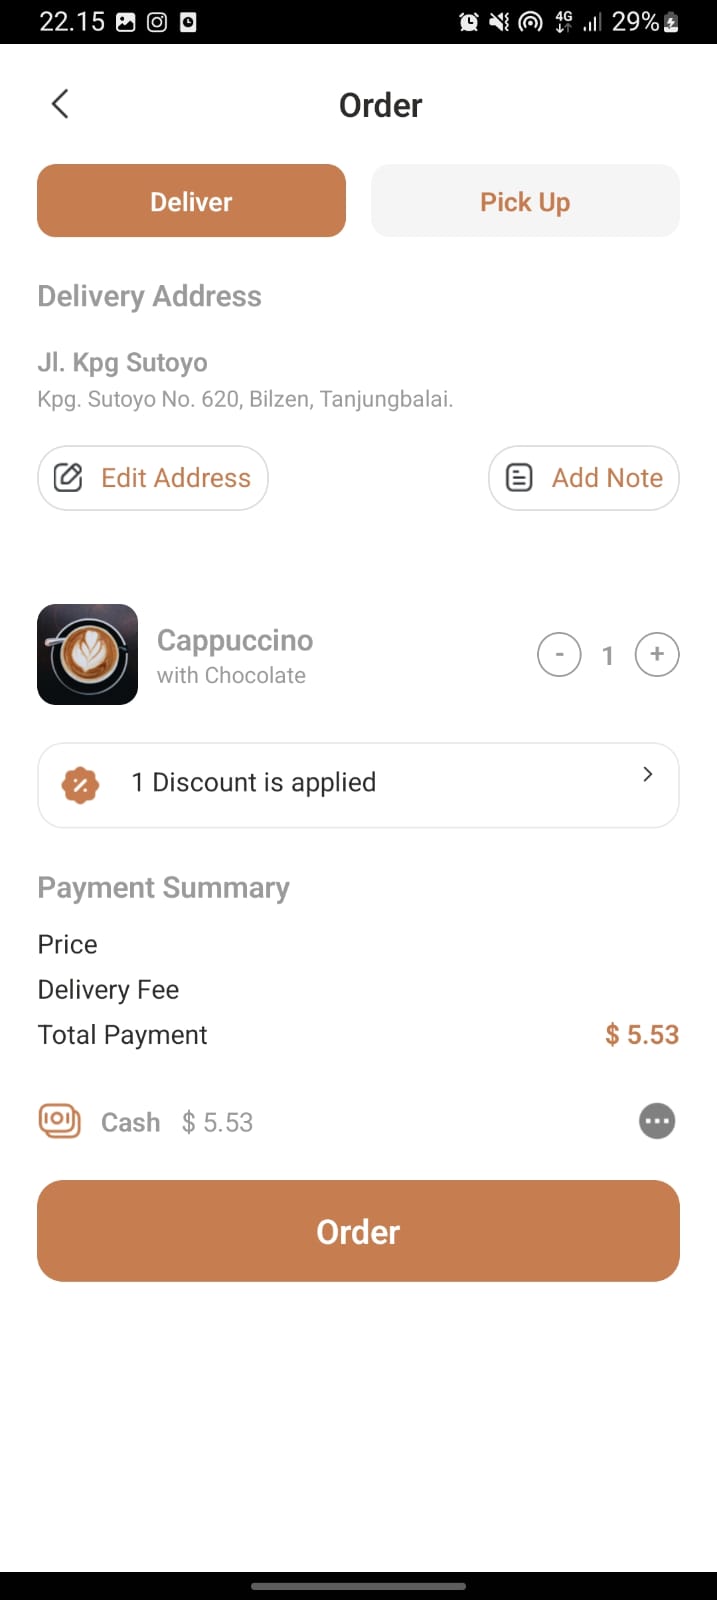 22.15 4G 29%
Order
Deliver Pick Up
Delivery Address
Jl. Kpg Sutoyo
Kpg. Sutoyo No. 620, Bilzen, Tanjungbalai.
Edit Address Add Note
Cappuccino
with Chocolate
- 1 +
1 Discount is applied
Payment Summary
Price
Delivery Fee
Total Payment $ 5.53
Cash $ 5.53
Order